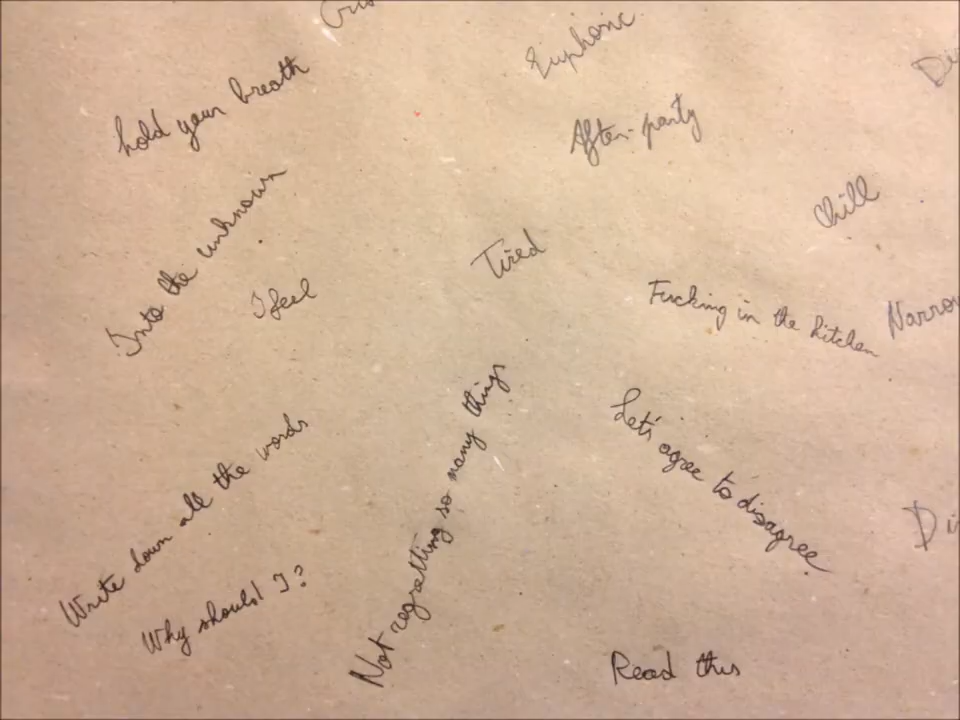 Euphoric
hold your breath
After-party
Chill
Into the unknown
Tired
I feel
Fucking in the kitchen
Let's agree to disagree.
Write down all the words
Not regretting so many things
Why should I?
Read this